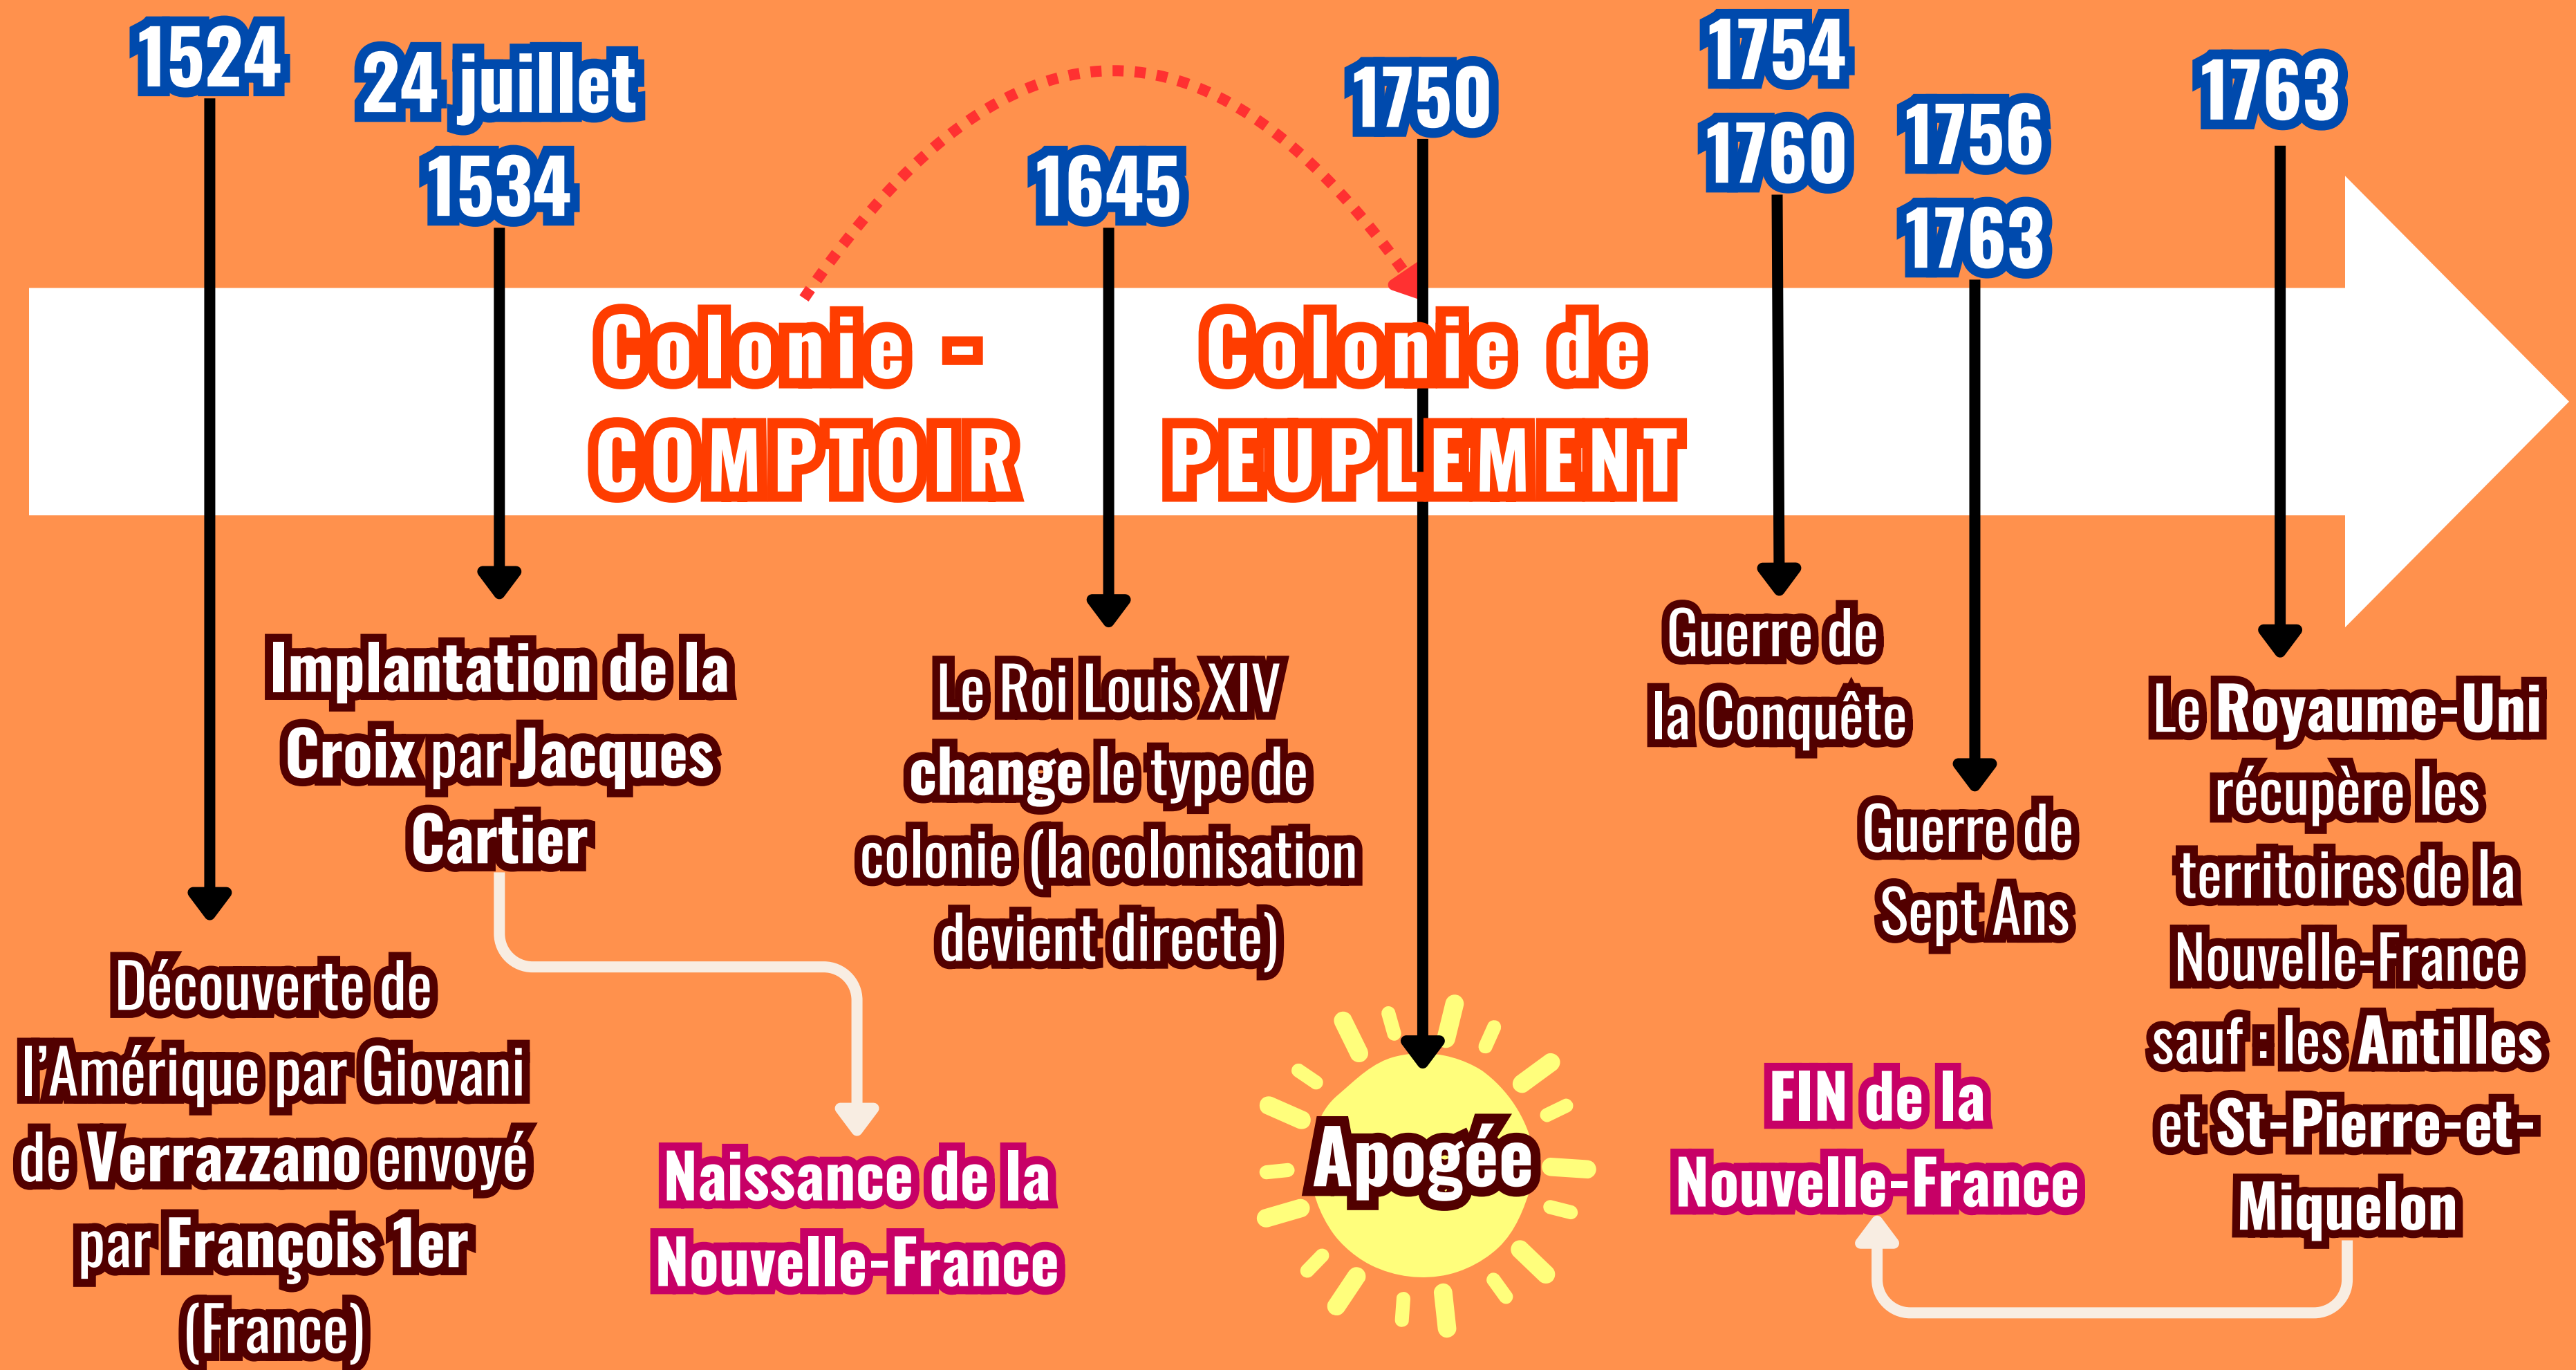 1524
24 juillet
1534
1645
1750
1754
1760
1756
1763
1763
Colonie -
COMPTOIR
Colonie de
PEUPLEMENT
Découverte de
l'Amérique par Giovani
de Verrazzano envoyé
par François 1er
(France)
Implantation de la
Croix par Jacques
Cartier
Naissance de la
Nouvelle-France
Le Roi Louis XIV
change le type de
colonie (la colonisation
devient directe)
Apogée
Guerre de
la Conquête
Guerre de
Sept Ans
Le Royaume-Uni
récupère les
territoires de la
Nouvelle-France
sauf : les Antilles
et St-Pierre-et-
Miquelon
FIN de la
Nouvelle-France